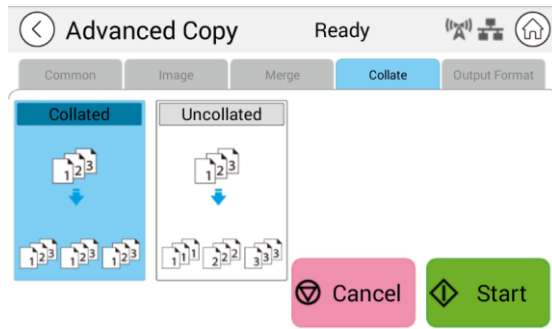 Advanced Copy Ready
Common Image Merge Collate Output Format
Collated Uncollated
1 2 3 1 2 3
1 2 3 1 2 3 1 2 3 1 1 1 2 2 2 3 3 3
Cancel Start